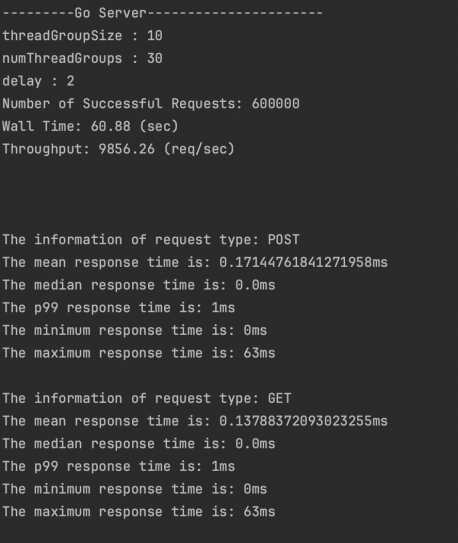 ---------Go Server----------------------
threadGroupSize : 10
numThreadGroups : 30
delay : 2
Number of Successful Requests: 600000
Wall Time: 60.88 (sec)
Throughput: 9856.26 (req/sec)
The information of request type: POST
The mean response time is: 0.17144761841271958ms
The median response time is: 0.0ms
The p99 response time is: 1ms
The minimum response time is: 0ms
The maximum response time is: 63ms
The information of request type: GET
The mean response time is: 0.13788372093023255ms
The median response time is: 0.0ms
The p99 response time is: 1ms
The minimum response time is: 0ms
The maximum response time is: 63ms